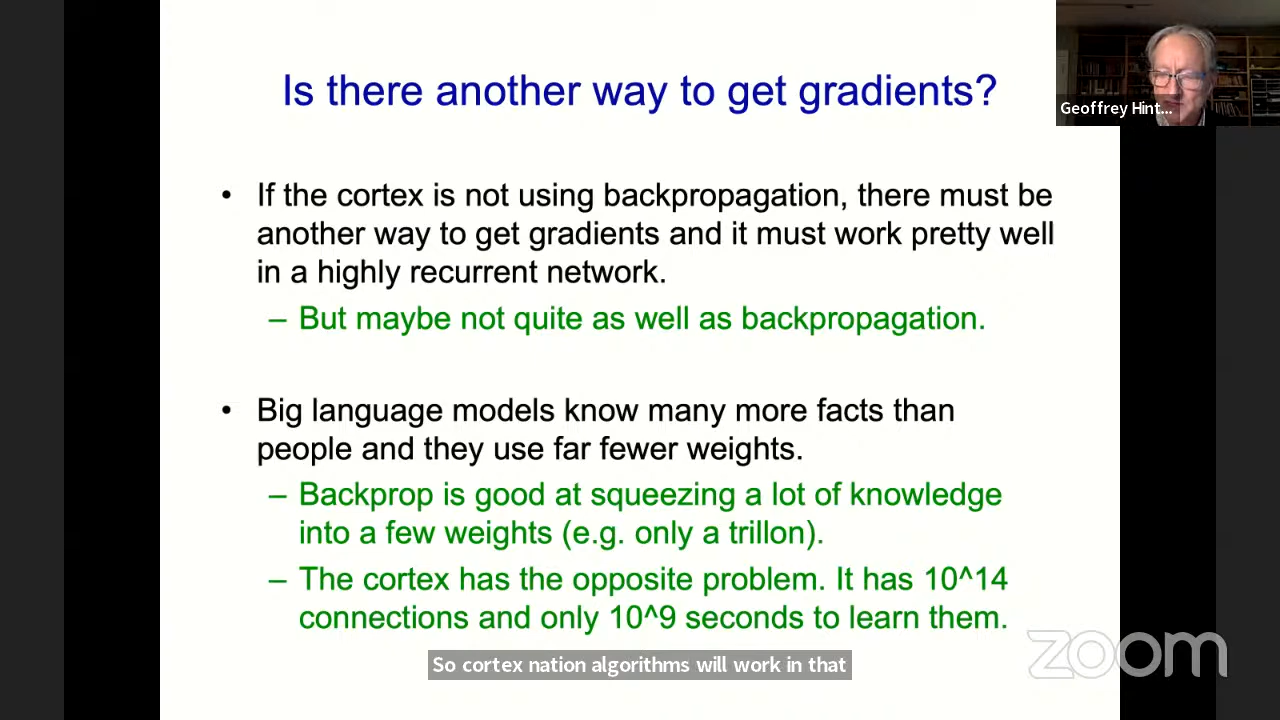 Is there another way to get gradients?
Geoffrey Hint...
• If the cortex is not using backpropagation, there must be
another way to get gradients and it must work pretty well
in a highly recurrent network.
– But maybe not quite as well as backpropagation.
• Big language models know many more facts than
people and they use far fewer weights.
– Backprop is good at squeezing a lot of knowledge
into a few weights (e.g. only a trillon).
– The cortex has the opposite problem. It has 10^14
connections and only 10^9 seconds to learn them.
zoom
So cortex nation algorithms will work in that